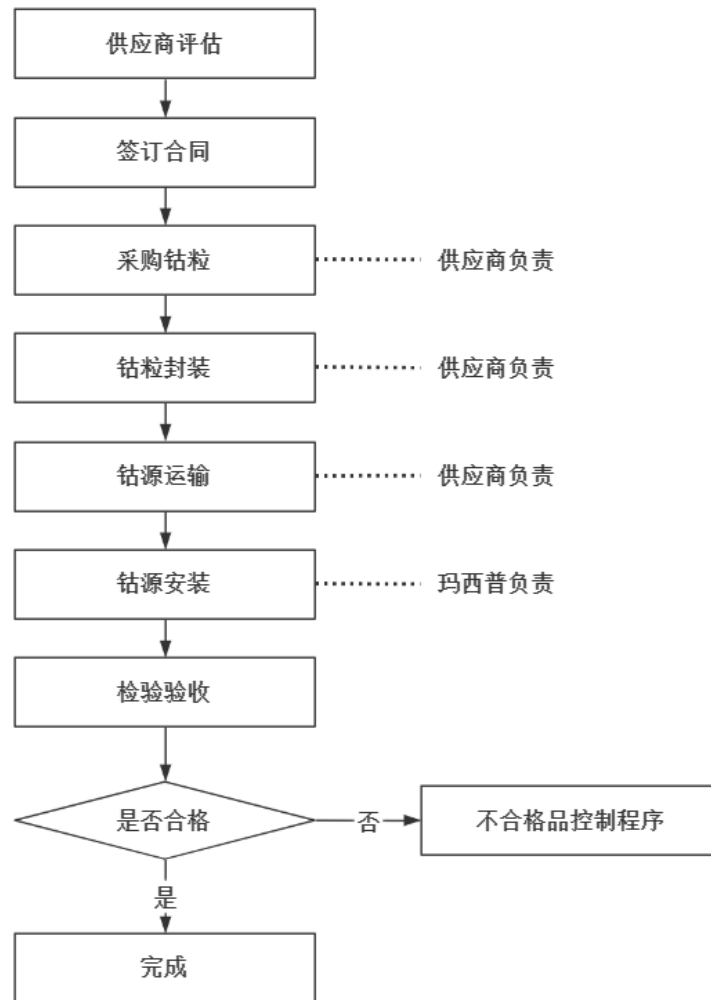 供应商评估
签订合同
采购钴粒
供应商负责
钴粒封装
供应商负责
钴源运输
供应商负责
钴源安装
玛西普负责
检验验收
是否合格
否
不合格品控制程序
是
完成